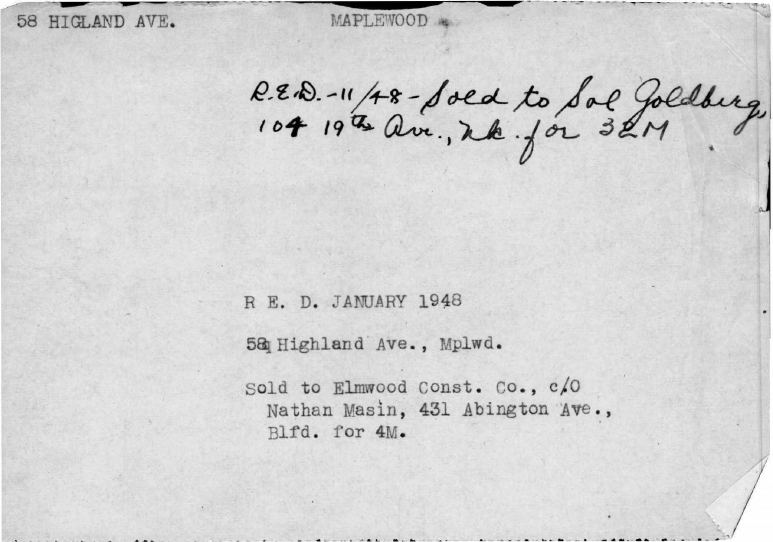 58 HIGLAND AVE. MAPLEWOOD
R.E.D. - 11/48 - Sold to Sol Goldberg,
104 19th Ave., Nk. for 32M
R E. D. JANUARY 1948
58 Highland Ave., Mplwd.
Sold to Elmwood Const. Co., c/O
Nathan Masin, 431 Abington Ave.,
Blfd. for 4M.